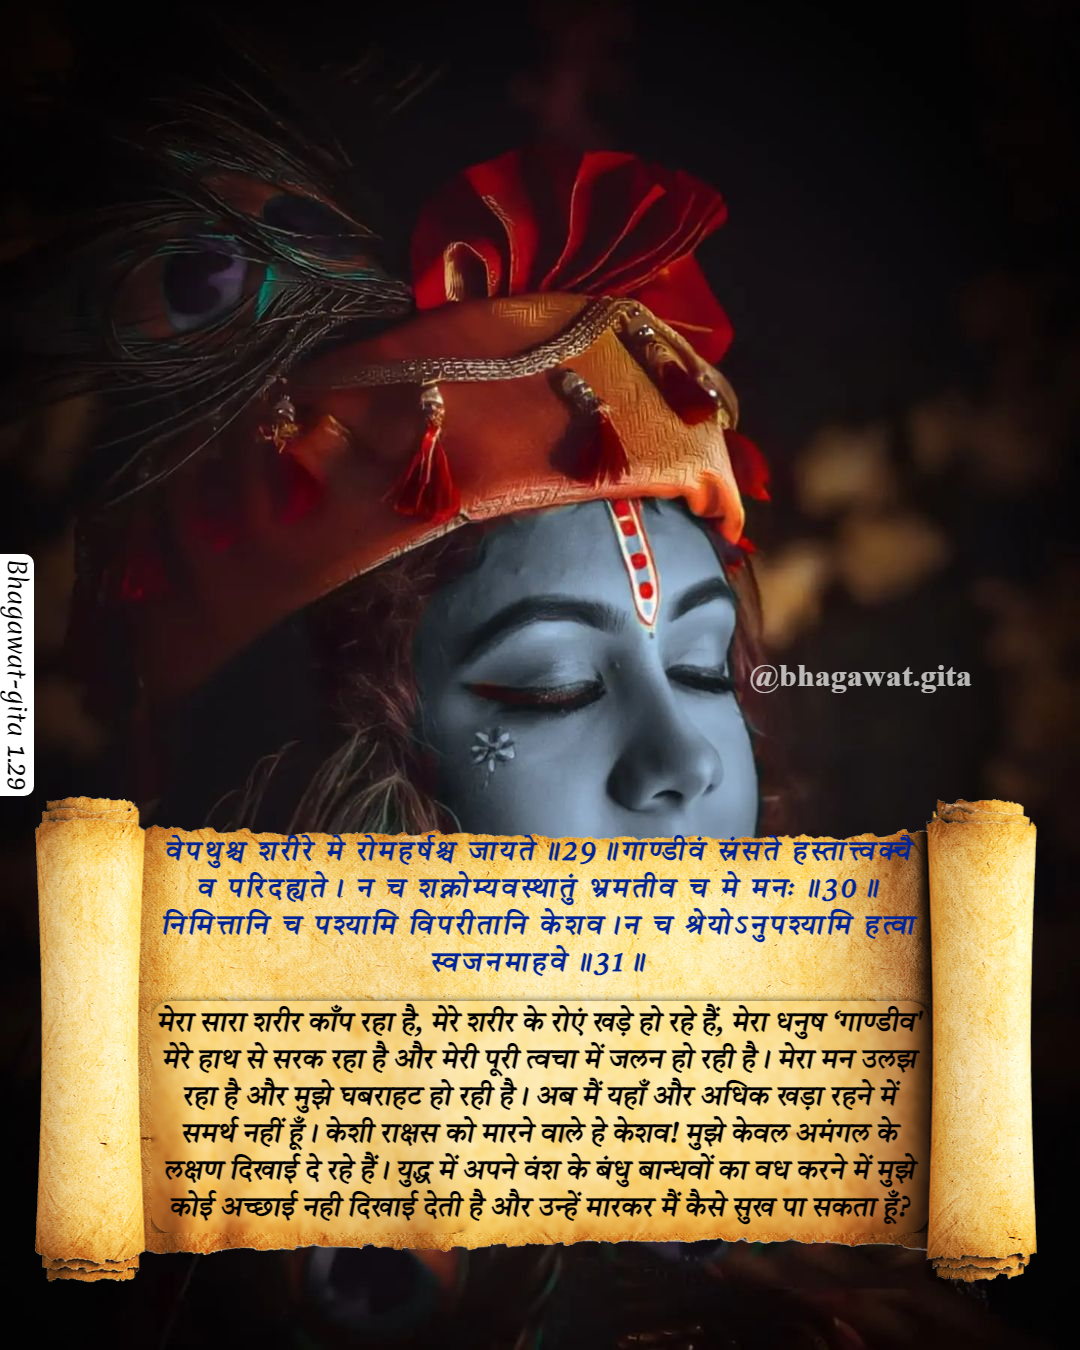 Bhagawat-gita 1.29
@bhagawat.gita
वेपथुश्च शरीरे मे रोमहर्षश्च जायते ॥29॥गाण्डीवं स्रंसते हस्तात्त्वक्चै
व परिदह्यते। न च शक्नोम्यवस्थातुं भ्रमतीव च मे मनः ॥30॥
निमित्तानि च पश्यामि विपरीतानि केशव।न च श्रेयोऽनुपश्यामि हत्वा
स्वजनमाहवे ॥31॥
मेरा सारा शरीर काँप रहा है, मेरे शरीर के रोएं खड़े हो रहे हैं, मेरा धनुष ‘गाण्डीव'
मेरे हाथ से सरक रहा है और मेरी पूरी त्वचा में जलन हो रही है। मेरा मन उलझ
रहा है और मुझे घबराहट हो रही है। अब मैं यहाँ और अधिक खड़ा रहने में
समर्थ नहीं हूँ। केशी राक्षस को मारने वाले हे केशव! मुझे केवल अमंगल के
लक्षण दिखाई दे रहे हैं। युद्ध में अपने वंश के बंधु बान्धवों का वध करने में मुझे
कोई अच्छाई नही दिखाई देती है और उन्हें मारकर मैं कैसे सुख पा सकता हूँ?